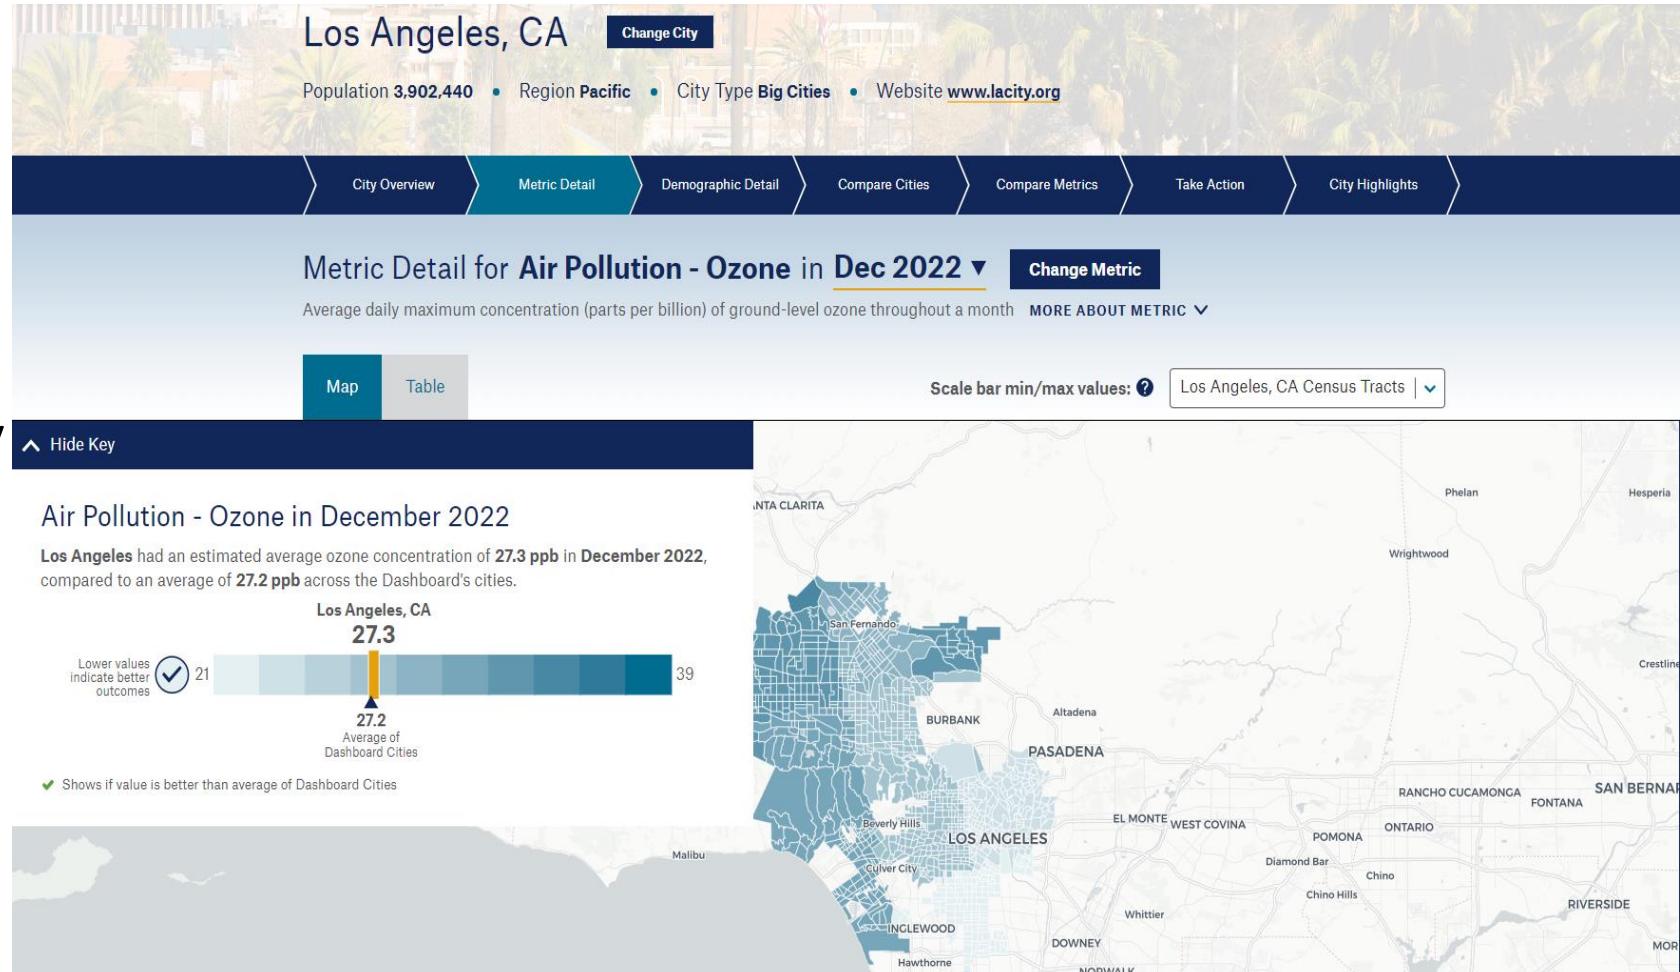 Los Angeles, CA
Change City
Population 3,902,440 • Region Pacific • City Type Big Cities • Website www.lacity.org
City Overview
Metric Detail
Demographic Detail
Compare Cities
Compare Metrics
Take Action
City Highlights
Metric Detail for Air Pollution - Ozone in Dec 2022
Change Metric
Average daily maximum concentration (parts per billion) of ground-level ozone throughout a month MORE ABOUT METRIC
Map
Table
Scale bar min/max values: ?
Los Angeles, CA Census Tracts
Hide Key
Air Pollution - Ozone in December 2022
Los Angeles had an estimated average ozone concentration of 27.3 ppb in December 2022,
compared to an average of 27.2 ppb across the Dashboard's cities.
Los Angeles, CA
27.3
Lower values
indicate better
outcomes
21
39
27.2
Average of
Dashboard Cities
Shows if value is better than average of Dashboard Cities
NTA CLARITA
Phelan
Hesperia
Wrightwood
San Fernando
Crestline
BURBANK
Altadena
PASADENA
RANCHO CUCAMONGA
FONTANA
SAN BERNAR
Beverly Hills
LOS ANGELES
EL MONTE
WEST COVINA
POMONA
ONTARIO
Malibu
Culver City
Diamond Bar
Chino
Chino Hills
RIVERSIDE
Whittier
INGLEWOOD
DOWNEY
MOR
Hawthorne
NORWALK